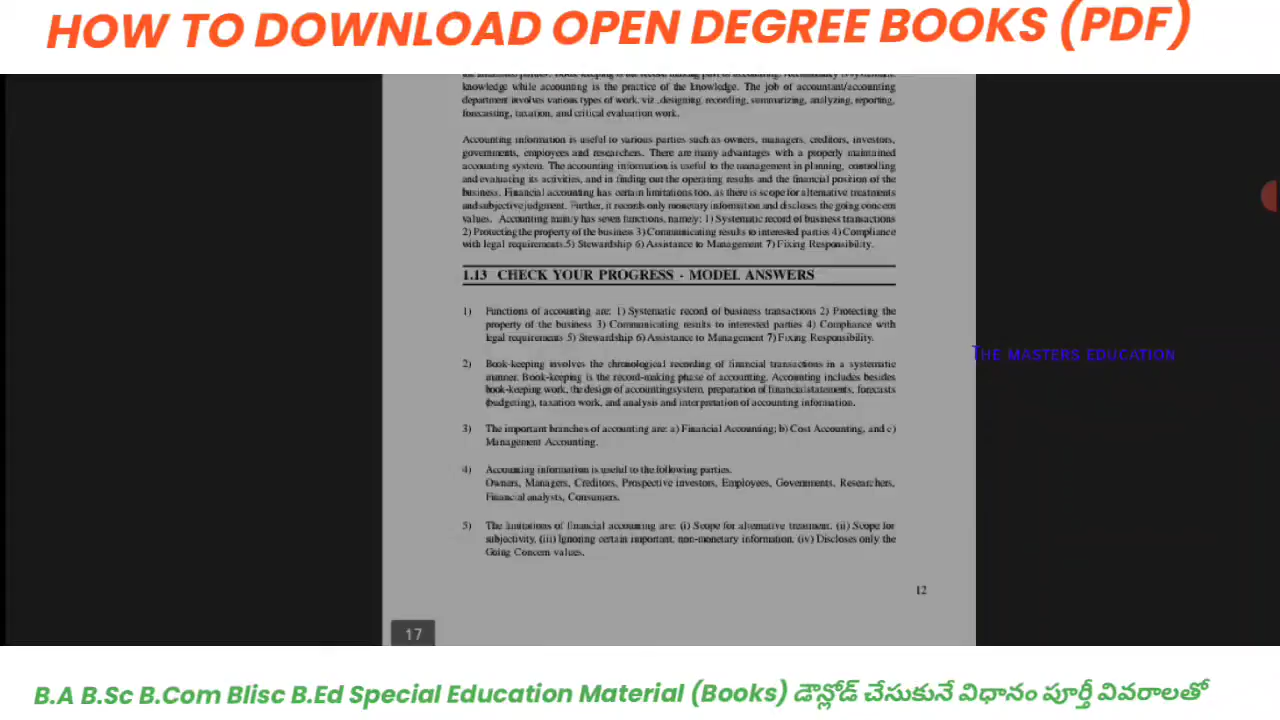 HOW TO DOWNLOAD OPEN DEGREE BOOKS (PDF)
knowledge while accounting is the practice of the knowledge. The job of accountant/accounting
department involves various types of work, viz .,designing, recording, summarizing, analyzing, reporting,
forecasting, taxation, and critical evaluation work.
Accounting information is useful to various parties such as owners, managers, creditors, investors,
governments, employees and researchers. There are many advantages with a properly maintained
accounting system. The accounting information is useful to the management in planning, controlling
and evaluating its activities, and in finding out the operating results and the financial position of the
business. Financial accounting has certain limitations too, as there is scope for alternative treatments
and subjective judgment. Further, it records only monetary information and discloses the going concern
values. Accounting mainly has seven functions, namely: 1) Systematic record of business transactions
2) Protecting the property of the business 3) Communicating results to interested parties 4) Compliance
with legal requirements.5) Stewardship 6) Assistance to Management 7) Fixing Responsibility.
1.13 CHECK YOUR PROGRESS - MODEL ANSWERS
1) Functions of accounting are: 1) Systematic record of business transactions 2) Protecting the
property of the business 3) Communicating results to interested parties 4) Compliance with
legal requirements 5) Stewardship 6) Assistance to Management 7) Fixing Responsibility.
THE MASTERS EDUCATION
2) Book-keeping involves the chronological recording of financial transactions in a systematic
manner. Book-keeping is the record-making phase of accounting. Accounting includes besides
book-keeping work, the design of accounting system, preparation of financial statements, forecasts
(budgeting), taxation work, and analysis and interpretation of accounting information.
3) The important branches of accounting are: a) Financial Accounting; b) Cost Accounting, and c)
Management Accounting.
4) Accounting information is useful to the following parties.
Owners, Managers, Creditors, Prospective investors, Employees, Governments, Researchers,
Financial analysts, Consumers.
5) The limitations of financial accounting are: (i) Scope for alternative treatment, (ii) Scope for
subjectivity, (iii) Ignoring certain important, non-monetary information, (iv) Discloses only the
Going Concern values.
12
17
B.A B.Sc B.Com Blisc B.Ed Special Education Material (Books) డౌన్లోడ్ చేసుకునే విధానం పూర్తీ వివరాలతో